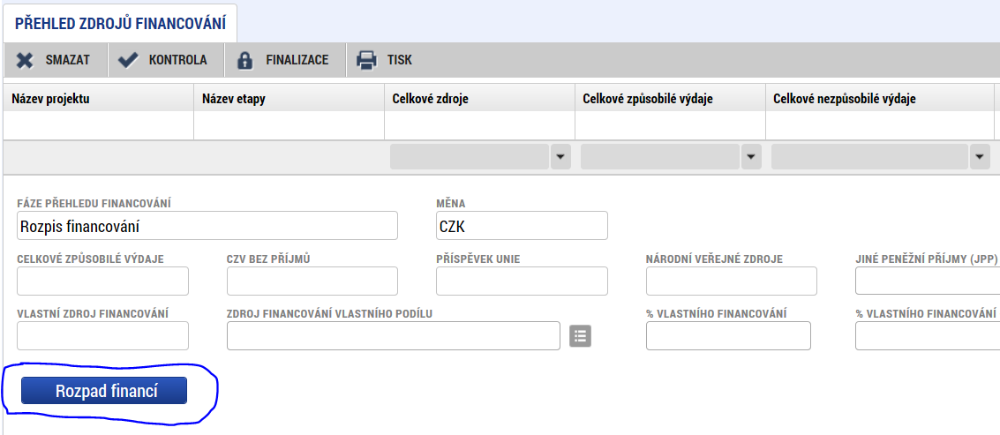 PŘEHLED ZDROJŮ FINANCOVÁNÍ
SMAZAT KONTROLA FINALIZACE TISK
Název projektu Název etapy Celkové zdroje Celkové způsobilé výdaje Celkové nezpůsobilé výdaje
FÁZE PŘEHLEDU FINANCOVÁNÍ MĚNA
Rozpis financování CZK
CELKOVÉ ZPŮSOBILÉ VÝDAJE CZV BEZ PŘÍJMŮ PŘÍSPĚVEK UNIE NÁRODNÍ VEŘEJNÉ ZDROJE JINÉ PENĚŽNÍ PŘÍJMY (JPP)
VLASTNÍ ZDROJ FINANCOVÁNÍ ZDROJ FINANCOVÁNÍ VLASTNÍHO PODÍLU % VLASTNÍHO FINANCOVÁNÍ % VLASTNÍHO FINANCOVÁNÍ
Rozpad financí